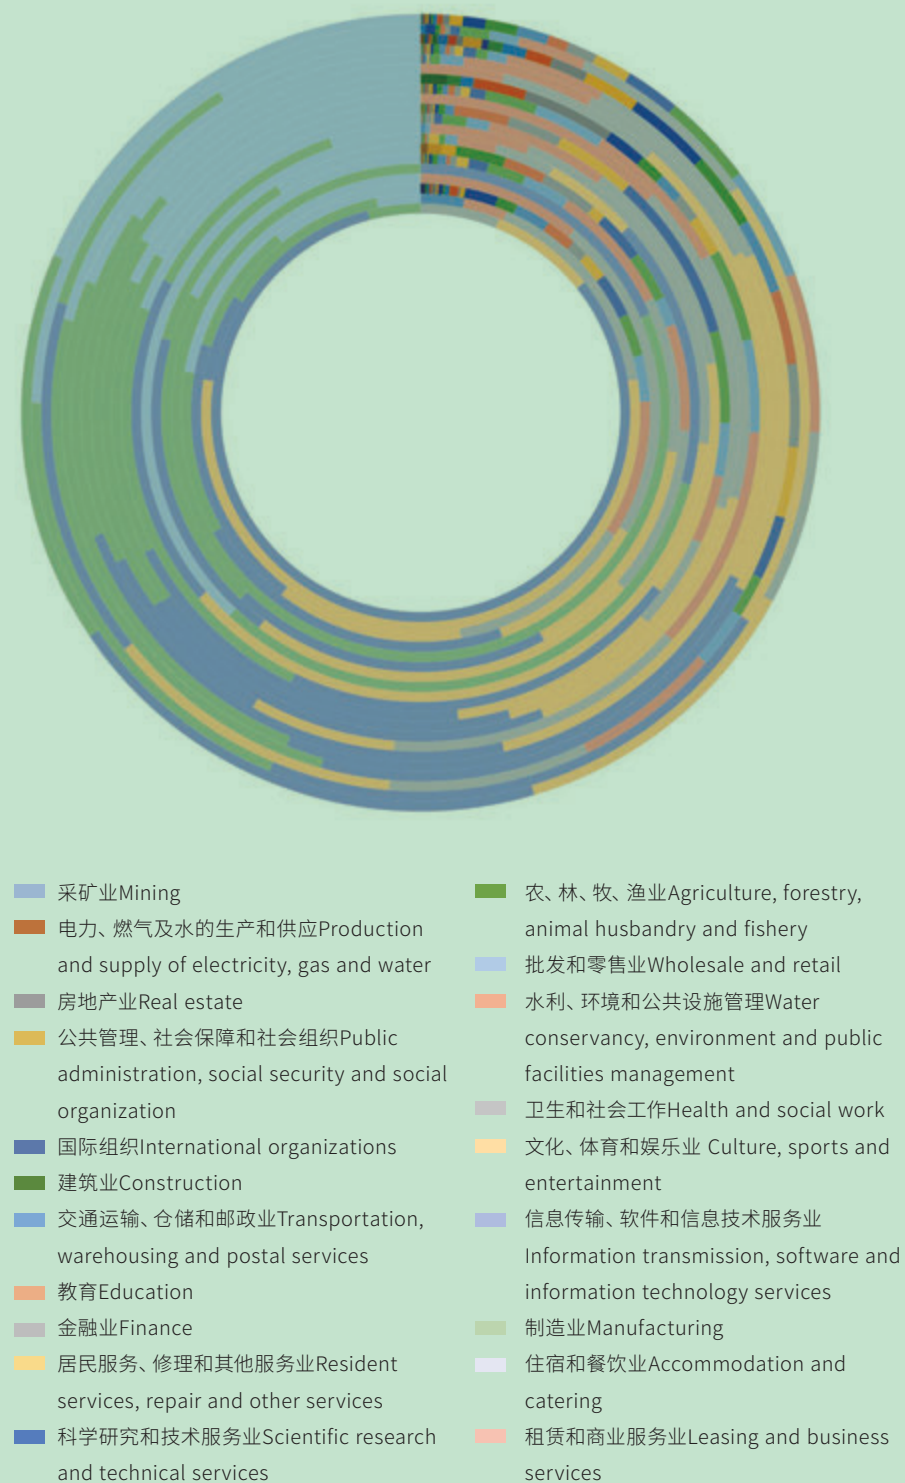 采矿业Mining
电力、燃气及水的生产和供应Production
and supply of electricity, gas and water
房地产业Real estate
公共管理、社会保障和社会组织Public
administration, social security and social
organization
国际组织International organizations
建筑业Construction
交通运输、仓储和邮政业Transportation,
warehousing and postal services
教育Education
金融业Finance
居民服务、修理和其他服务业Resident
services, repair and other services
科学研究和技术服务业Scientific research
and technical services
农、林、牧、渔业Agriculture, forestry,
animal husbandry and fishery
批发和零售业Wholesale and retail
水利、环境和公共设施管理Water
conservancy, environment and public
facilities management
卫生和社会工作Health and social work
文化、体育和娱乐业 Culture, sports and
entertainment
信息传输、软件和信息技术服务业
Information transmission, software and
information technology services
制造业Manufacturing
住宿和餐饮业Accommodation and
catering
租赁和商业服务业Leasing and business
services